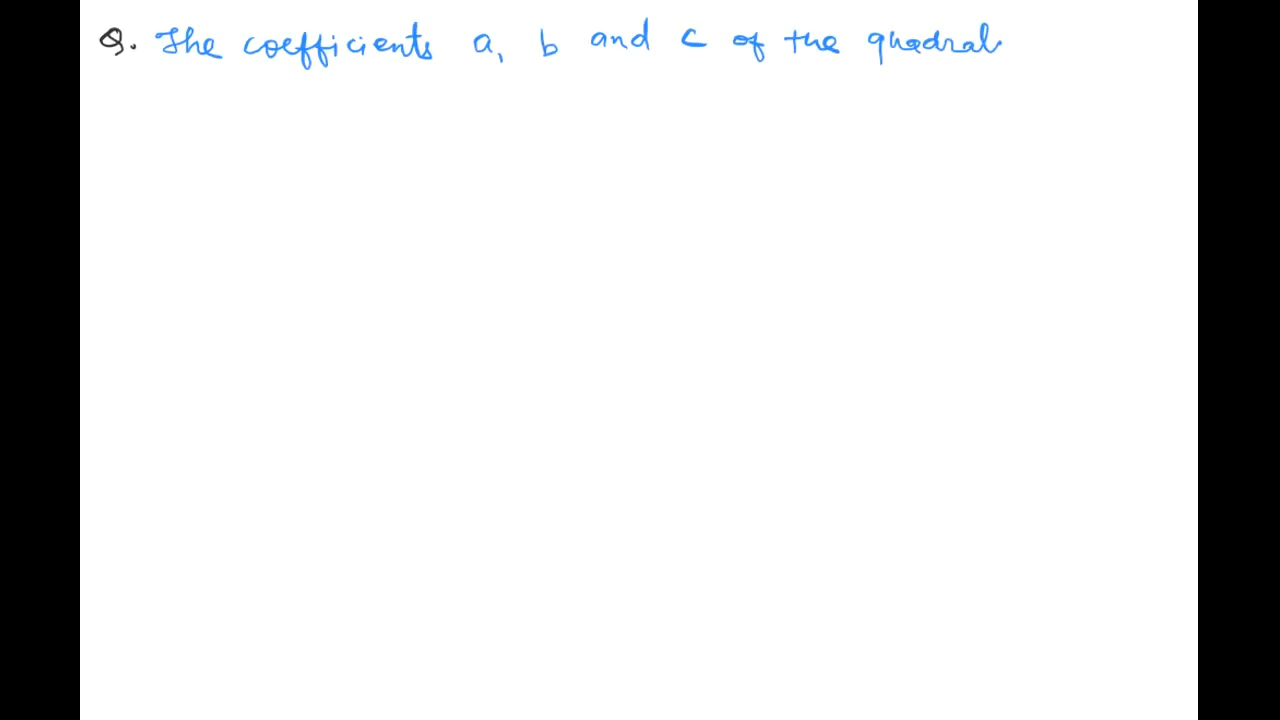 Q. The coefficients a, b and c of the quadrat